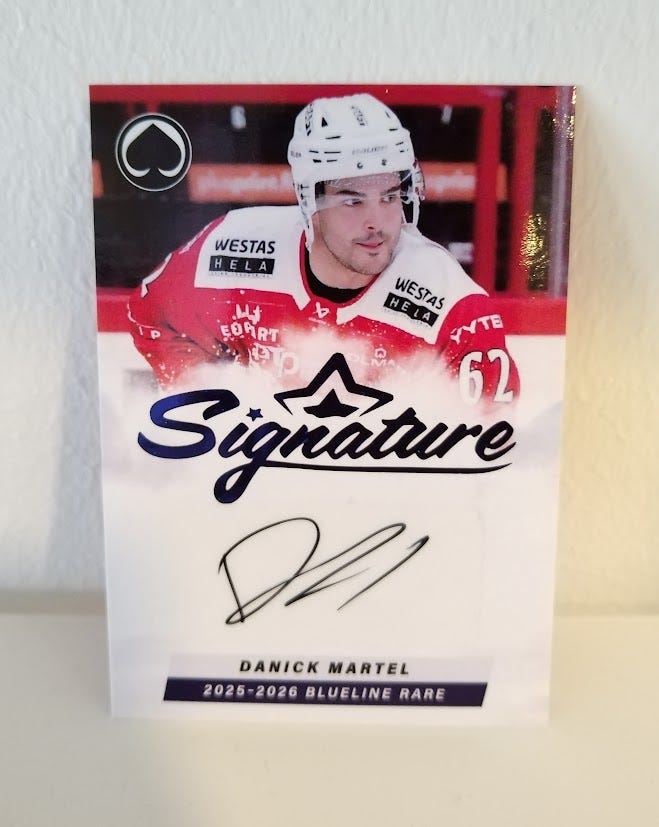 WESTAS
HELA
WESTAS
HELA
62
Signature
DANICK MARTEL
2025-2026 BLUELINE RARE